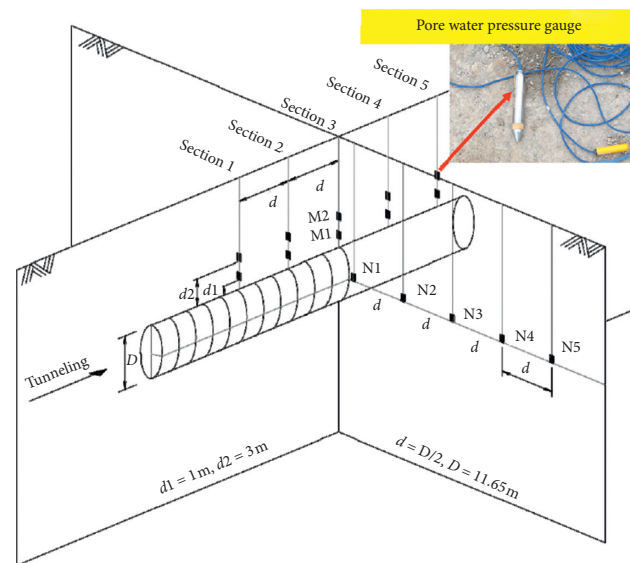 Pore water pressure gauge
Section 5
Section 4
Section 3
Section 2
Section 1
d
d
M2
M1
d2
d1
N1
d
N2
d
N3
d
N4
N5
d
D
Tunneling
d1 = 1 m, d2 = 3 m
d = D/2, D = 11.65 m